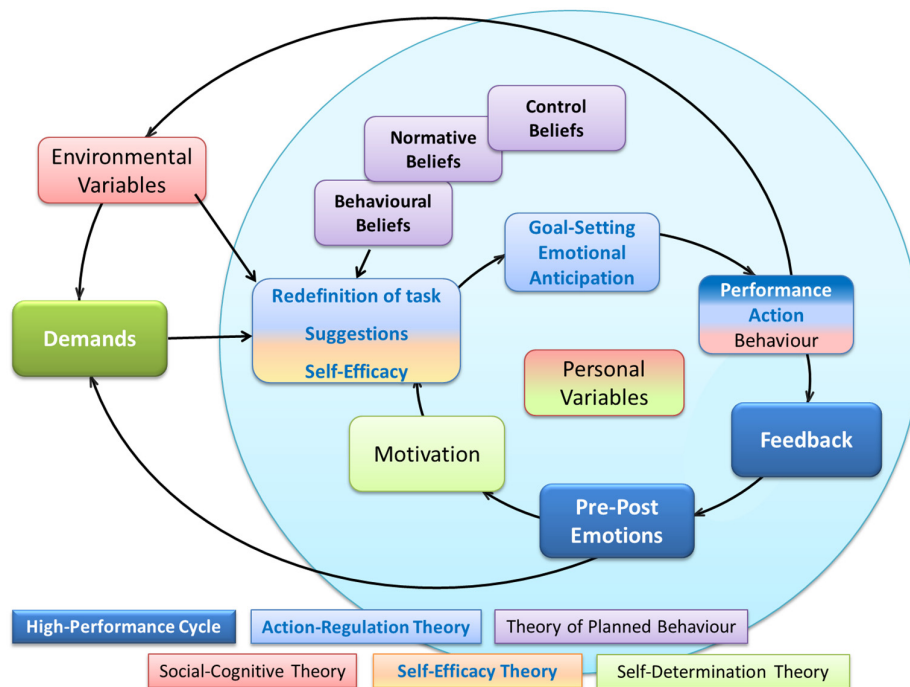 Control
Beliefs
Normative
Beliefs
Environmental
Variables
Behavioural
Beliefs
Goal-Setting
Emotional
Anticipation
Redefinition of task
Suggestions
Self-Efficacy
Performance
Action
Behaviour
Demands
Personal
Variables
Motivation
Feedback
Pre-Post
Emotions
High-Performance Cycle
Action-Regulation Theory
Theory of Planned Behaviour
Social-Cognitive Theory
Self-Efficacy Theory
Self-Determination Theory